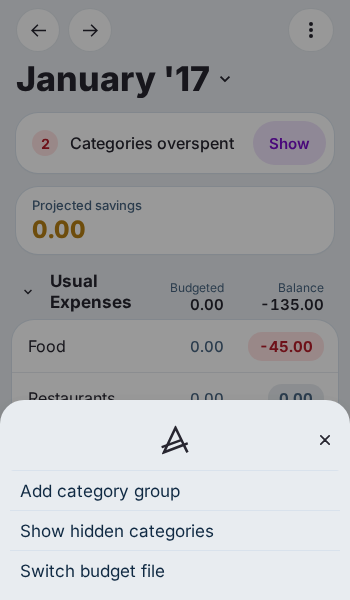 January '17
2 Categories overspent Show
Projected savings
0.00
Usual Expenses Budgeted 0.00 Balance -135.00
Food 0.00 -45.00
Restaurants 0.00 0.00
Add category group
Show hidden categories
Switch budget file